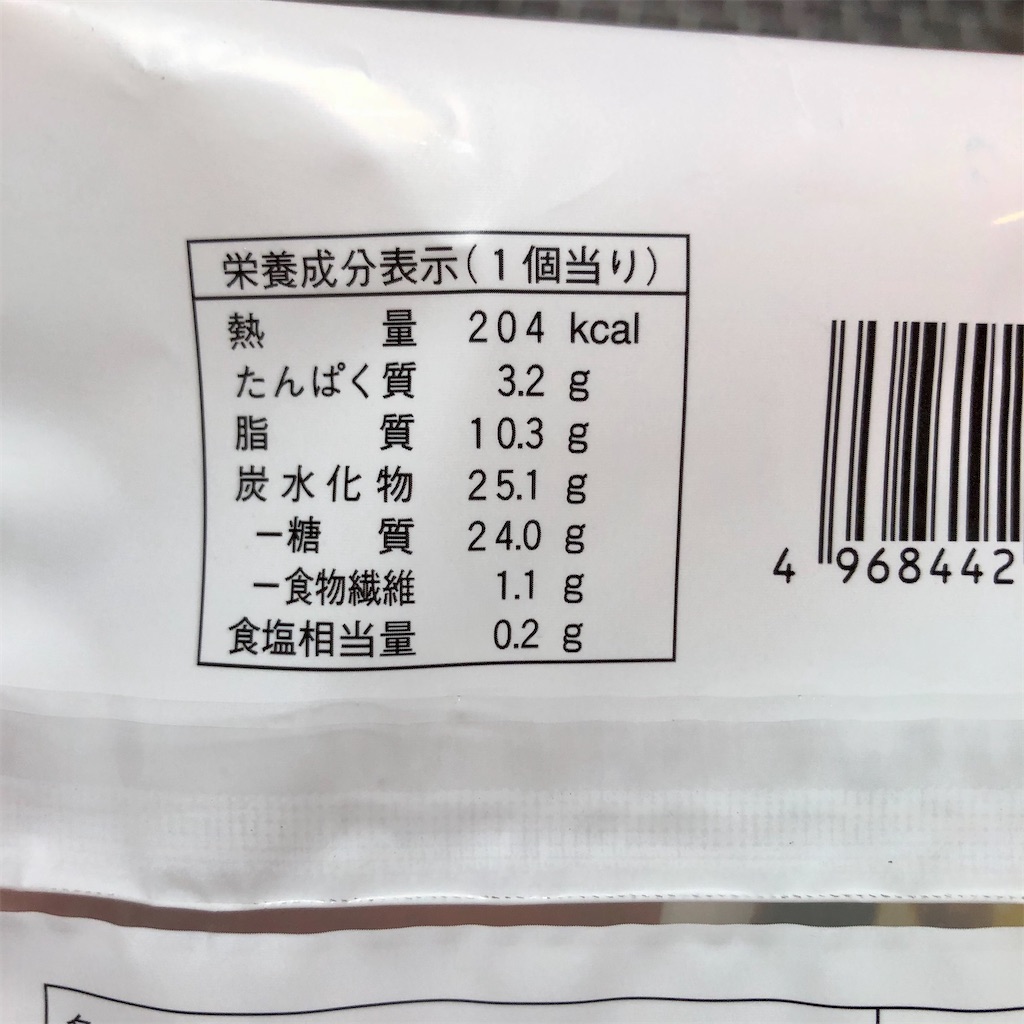 栄養成分表示(1個当り)
熱量 204 kcal
たんぱく質 3.2 g
脂質 10.3 g
炭水化物 25.1 g
ー糖質 24.0 g
ー食物繊維 1.1 g
食塩相当量 0.2 g
4 968442